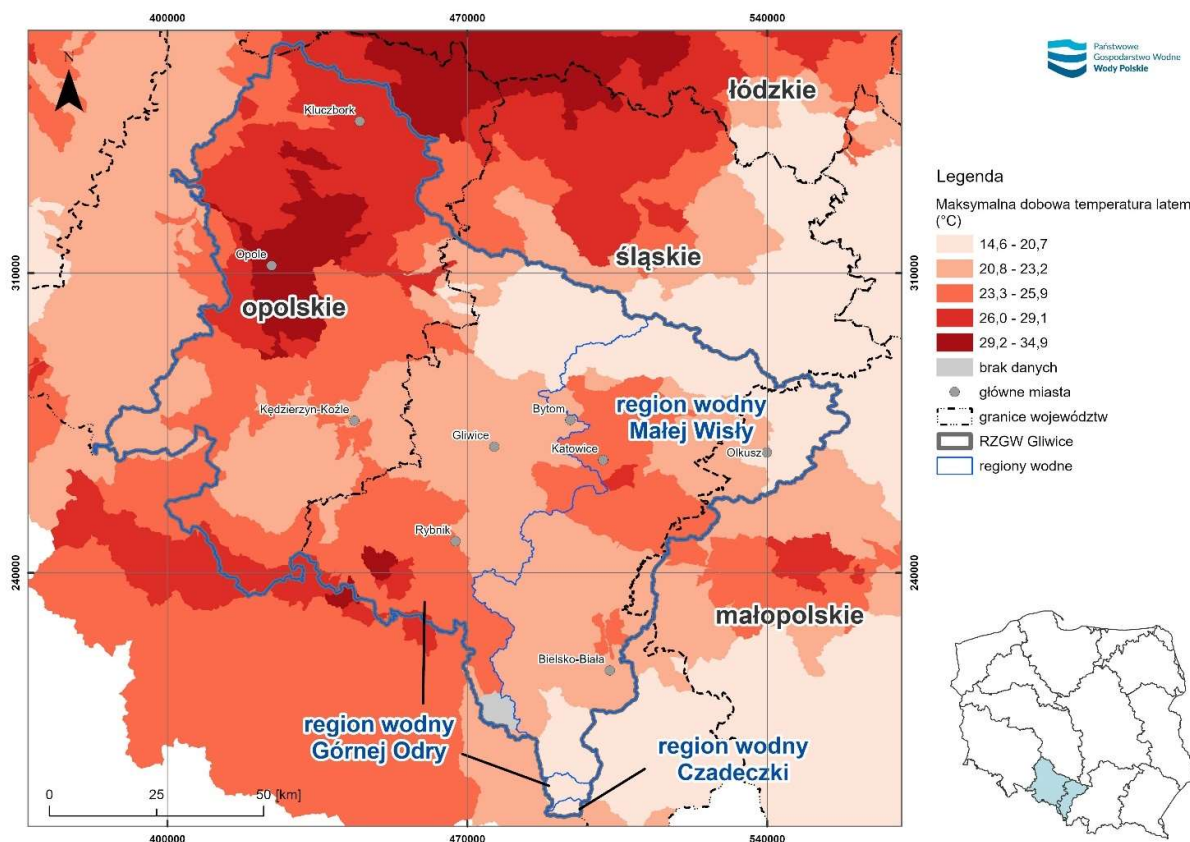 400000
470000
540000
N
Państwowe
Gospodarstwo Wodne
Wody Polskie
łódzkie
Kluczbork
Legenda
Maksymalna dobowa temperatura latem
(°C)
14,6 - 20,7
20,8 - 23,2
23,3 - 25,9
26,0 - 29,1
29,2 - 34,9
brak danych
główne miasta
granice województw
RZGW Gliwice
regiony wodne
śląskie
Opole
310000
310000
opolskie
Kędzierzyn-Koźle
Bytom
region wodny
Małej Wisły
Gliwice
Katowice
Olkusz
Rybnik
240000
240000
małopolskie
Bielsko-Biała
region wodny
Górnej Odry
region wodny
Czadeczki
0
25
50 [km]
400000
470000
540000